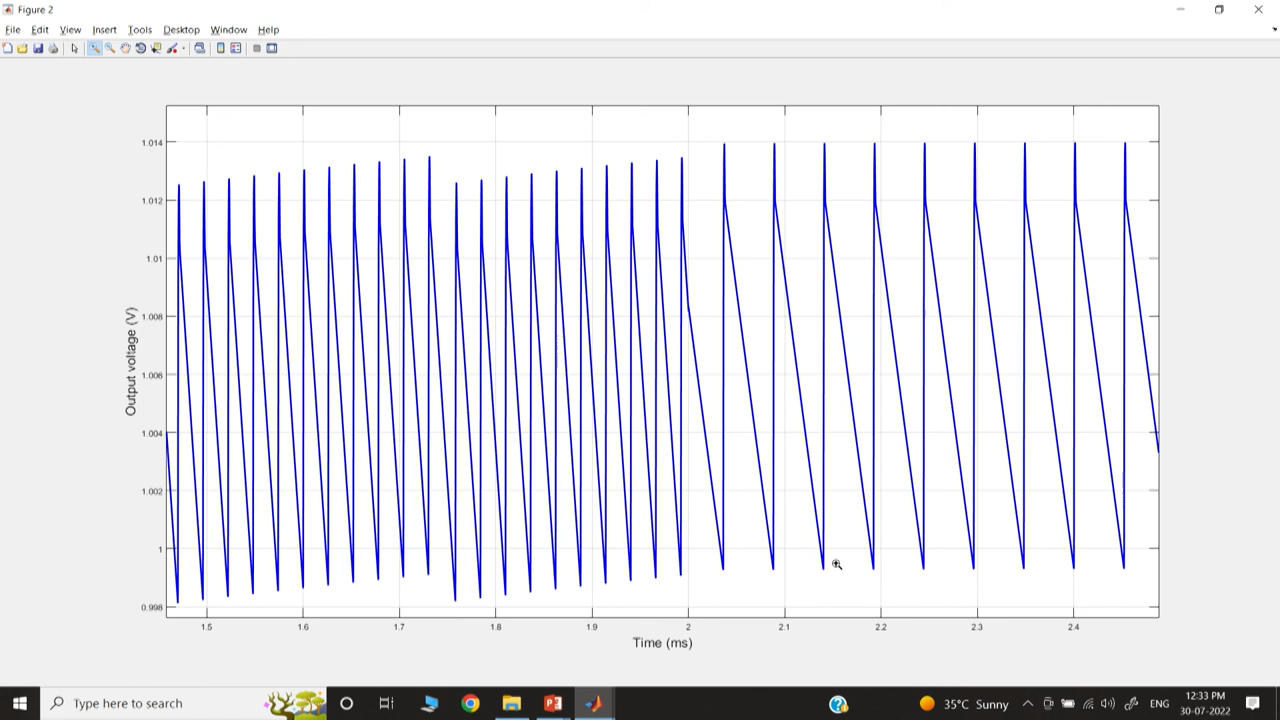 Figure 2
File Edit View Insert Tools Desktop Window Help
1.014
1.012
1.01
1.008
1.006
1.004
1.002
1
0.998
Output voltage (V)
1.5 1.6 1.7 1.8 1.9 2 2.1 2.2 2.3 2.4
Time (ms)
Type here to search
35°C Sunny
ENG
12:33 PM
30-07-2022